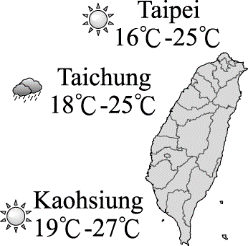 Taipei
16℃-25℃
Taichung
18℃-25℃
Kaohsiung
19℃-27℃